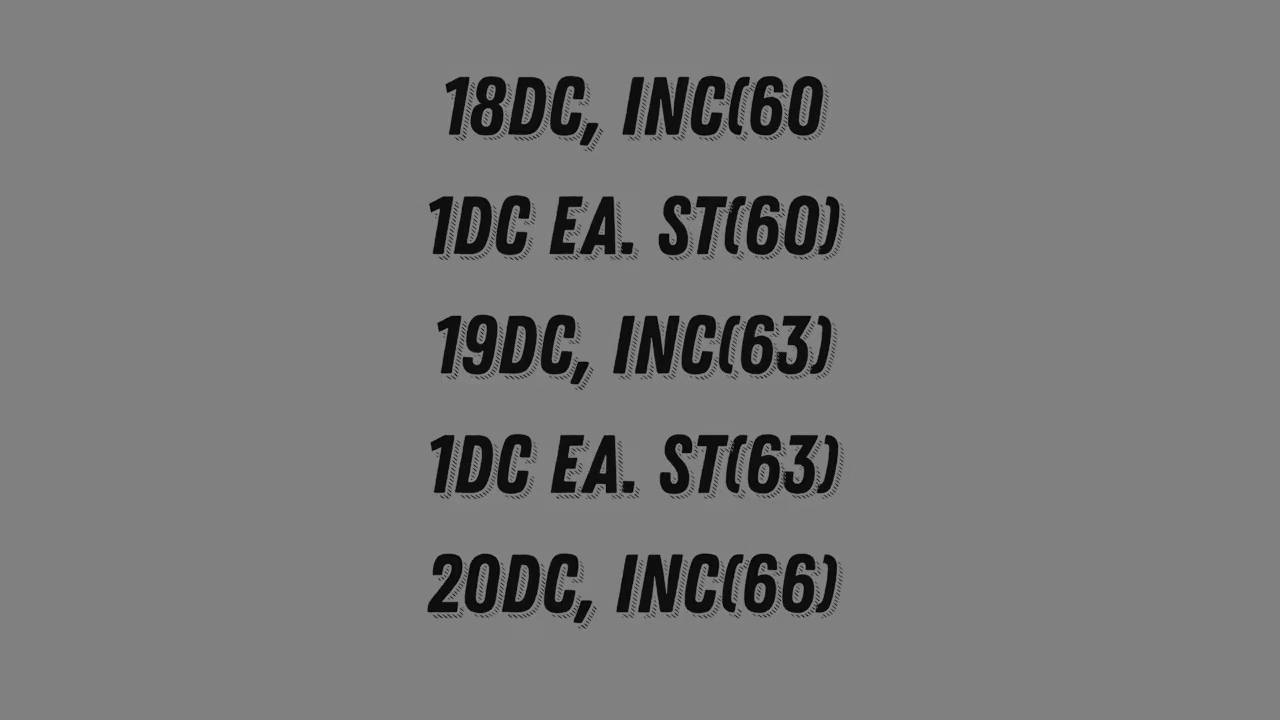 18DC, INC(60
1DC EA. ST(60)
19DC, INC(63)
1DC EA. ST(63)
20DC, INC(66)